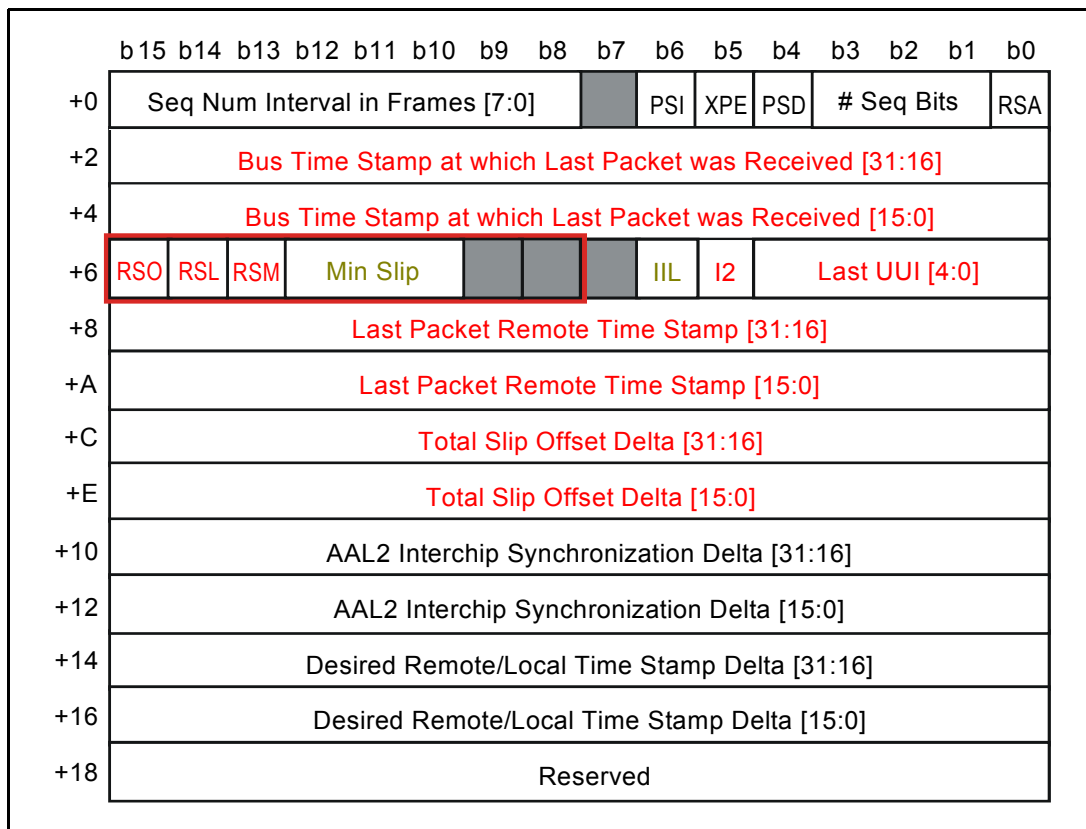 b15 b14 b13 b12 b11 b10 b9 b8 b7 b6 b5 b4 b3 b2 b1 b0
+0 Seq Num Interval in Frames [7:0] PSI XPE PSD # Seq Bits RSA
+2 Bus Time Stamp at which Last Packet was Received [31:16]
+4 Bus Time Stamp at which Last Packet was Received [15:0]
+6 RSO RSL RSM Min Slip IIL I2 Last UUI [4:0]
+8 Last Packet Remote Time Stamp [31:16]
+A Last Packet Remote Time Stamp [15:0]
+C Total Slip Offset Delta [31:16]
+E Total Slip Offset Delta [15:0]
+10 AAL2 Interchip Synchronization Delta [31:16]
+12 AAL2 Interchip Synchronization Delta [15:0]
+14 Desired Remote/Local Time Stamp Delta [31:16]
+16 Desired Remote/Local Time Stamp Delta [15:0]
+18 Reserved